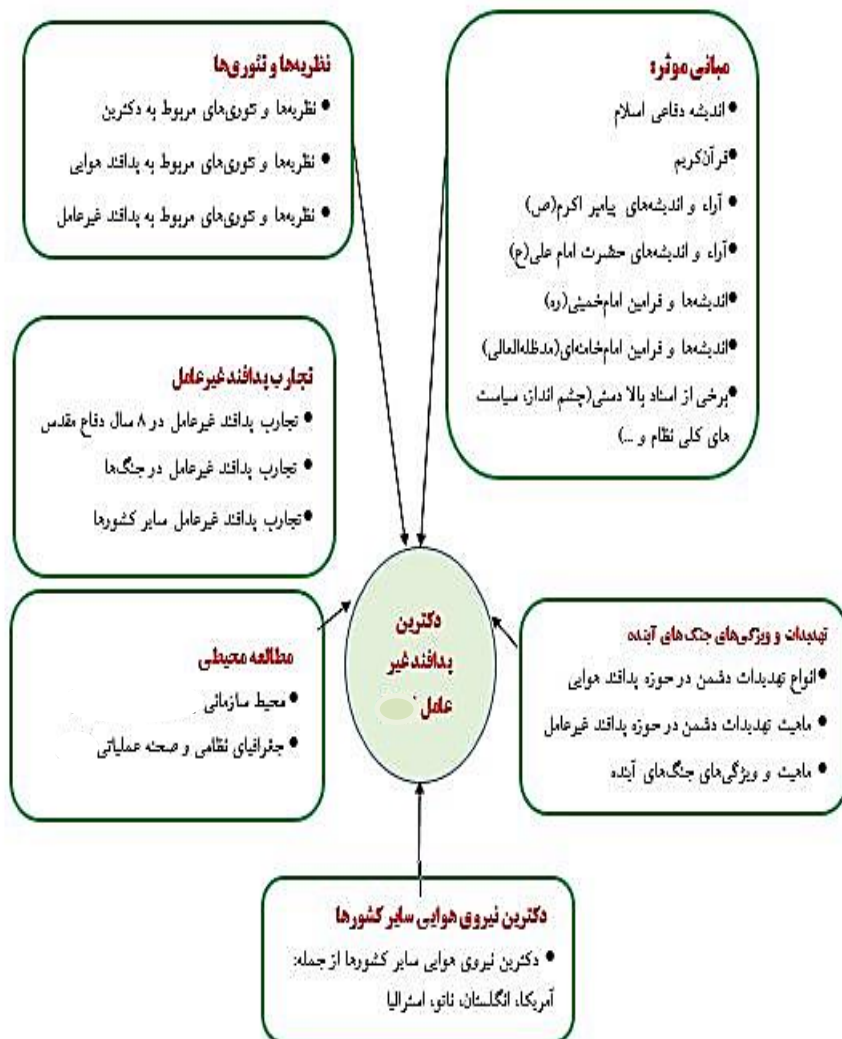 مبانی موثر:
● اندیشه دفاعی اسلام
● قرآن‌کریم
● آراء و اندیشه‌های پیامبر اکرم(ص)
● آراء و اندیشه‌های حضرت امام علی(ع)
● اندیشه‌ها و فرامین امام‌خمینی(ره)
● اندیشه‌ها و فرامین امام‌خامنه‌ای(مدظله‌العالی)
● برخی از اسناد بالا دستی(چشم انداز، سیاست
های کلی نظام و ...)
نظریه‌ها و تئوری‌ها
● نظریه‌ها و تئوری‌های مربوط به دکترین
● نظریه‌ها و تئوری‌های مربوط به پدافند هوایی
● نظریه‌ها و تئوری‌های مربوط به پدافند غیرعامل
تجارب پدافند غیرعامل
● تجارب پدافند غیرعامل در ۸ سال دفاع مقدس
● تجارب پدافند غیرعامل در جنگ‌ها
● تجارب پدافند غیرعامل سایر کشورها
دکترین
پدافند غیر
عامل
تهدیدات و ویژگی‌های جنگ‌های آینده
● انواع تهدیدات دشمن در حوزه پدافند هوایی
● ماهیت تهدیدات دشمن در حوزه پدافند غیرعامل
● ماهیت و ویژگی‌های جنگ‌های آینده
مطالعه محیطی
● محیط سازمانی
● جغرافیای نظامی و صحنه عملیاتی
دکترین نیروی هوایی سایر کشورها
● دکترین نیروی هوایی سایر کشورها از جمله:
آمریکا، انگلستان، ناتو، استرالیا